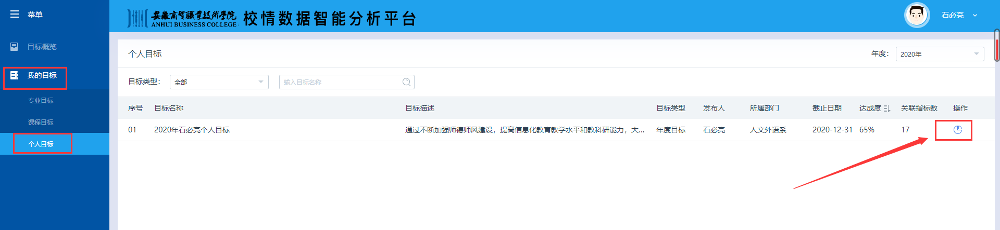 菜单
安徽商贸職業技術學院
ANHUI BUSINESS COLLEGE
校情数据智能分析平台
石必亮
目标概览
我的目标
专业目标
课程目标
个人目标
个人目标
年度： 2020年
目标类型： 全部 输入目标名称
序号 目标名称 目标描述 目标类型 发布人 所属部门 截止日期 达成度 关联指标数 操作
01 2020年石必亮个人目标 通过不断加强师德师风建设，提高信息化教育教学水平和教科研能力，大... 年度目标 石必亮 人文外语系 2020-12-31 65% 17